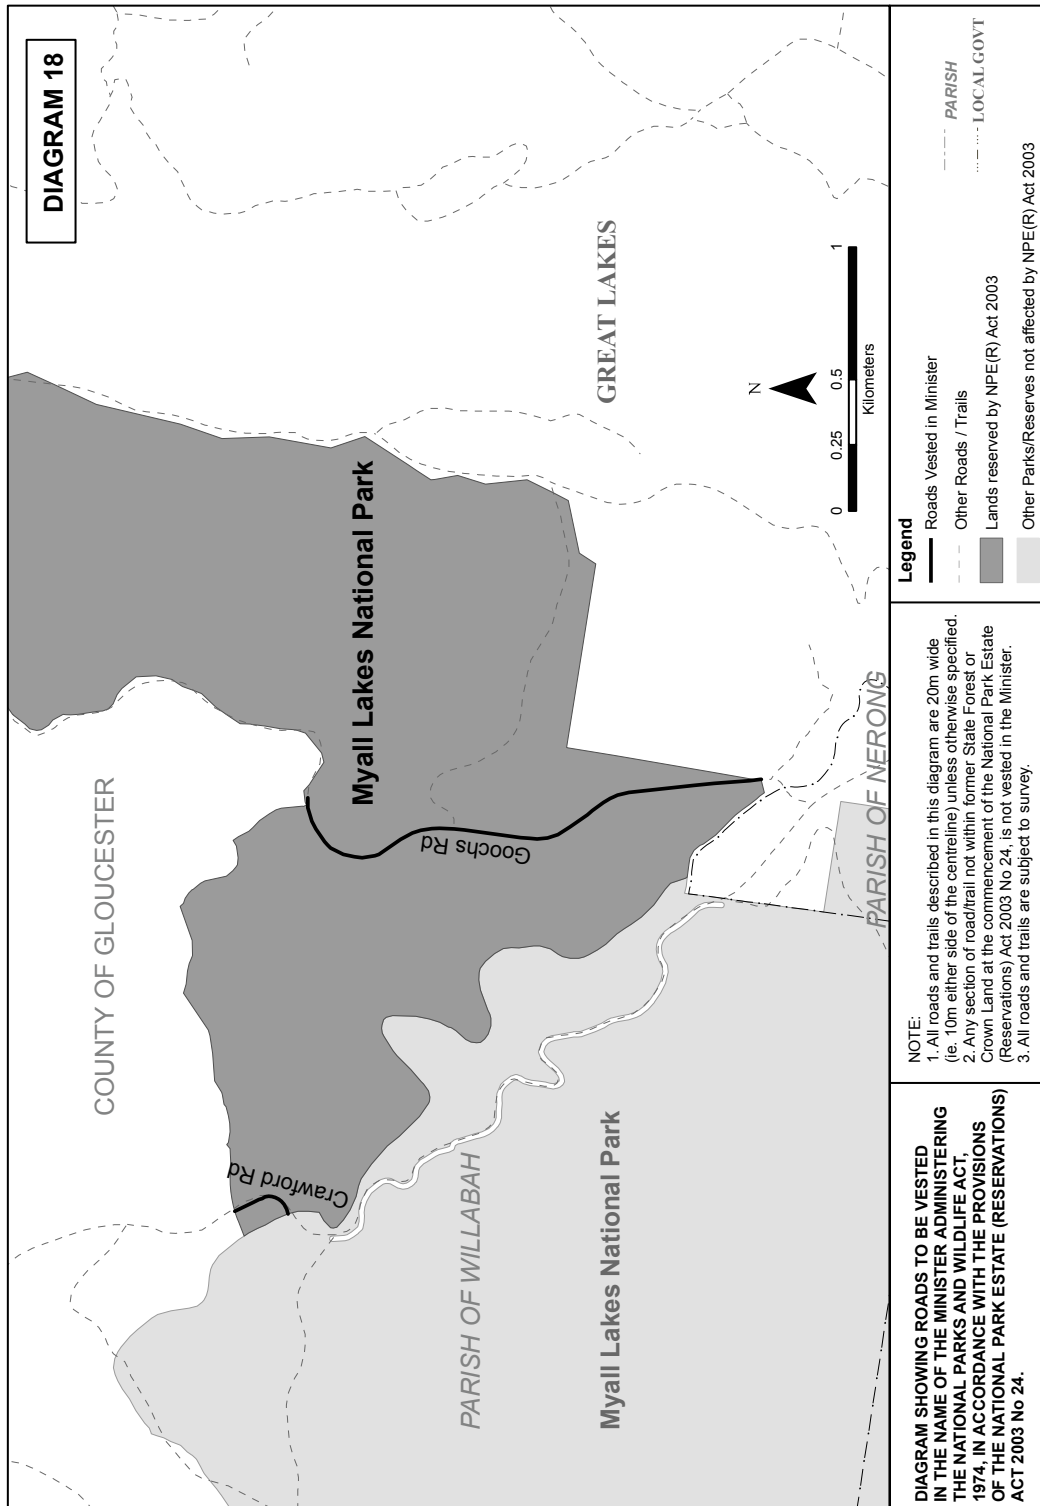 DIAGRAM 18
COUNTY OF GLOUCESTER
Crawford Rd
Goochs Rd
Myall Lakes National Park
GREAT LAKES
PARISH OF WILLABAH
Myall Lakes National Park
PARISH OF NERONG
N
0 0.25 0.5 1
Kilometers
DIAGRAM SHOWING ROADS TO BE VESTED
IN THE NAME OF THE MINISTER ADMINISTERING
THE NATIONAL PARKS AND WILDLIFE ACT,
1974, IN ACCORDANCE WITH THE PROVISIONS
OF THE NATIONAL PARK ESTATE (RESERVATIONS)
ACT 2003 No 24.
NOTE:
1. All roads and trails described in this diagram are 20m wide
(ie. 10m either side of the centreline) unless otherwise specified.
2. Any section of road/trail not within former State Forest or
Crown Land at the commencement of the National Park Estate
(Reservations) Act 2003 No 24, is not vested in the Minister.
3. All roads and trails are subject to survey.
Legend
Roads Vested in Minister
Other Roads / Trails
Lands reserved by NPE(R) Act 2003
Other Parks/Reserves not affected by NPE(R) Act 2003
PARISH
LOCAL GOVT